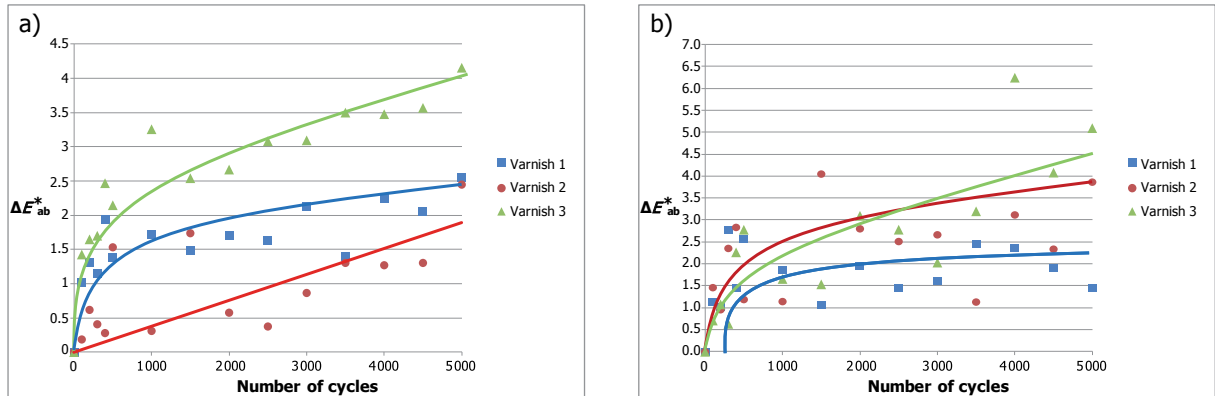 a)
4.5
4
3.5
3
2.5
2
1.5
1
0.5
0
ΔE*ab
0 1000 2000 3000 4000 5000
Number of cycles
Varnish 1
Varnish 2
Varnish 3
b)
7.0
6.5
6.0
5.5
5.0
4.5
4.0
3.5
3.0
2.5
2.0
1.5
1.0
0.5
0.0
ΔE*ab
0 1000 2000 3000 4000 5000
Number of cycles
Varnish 1
Varnish 2
Varnish 3